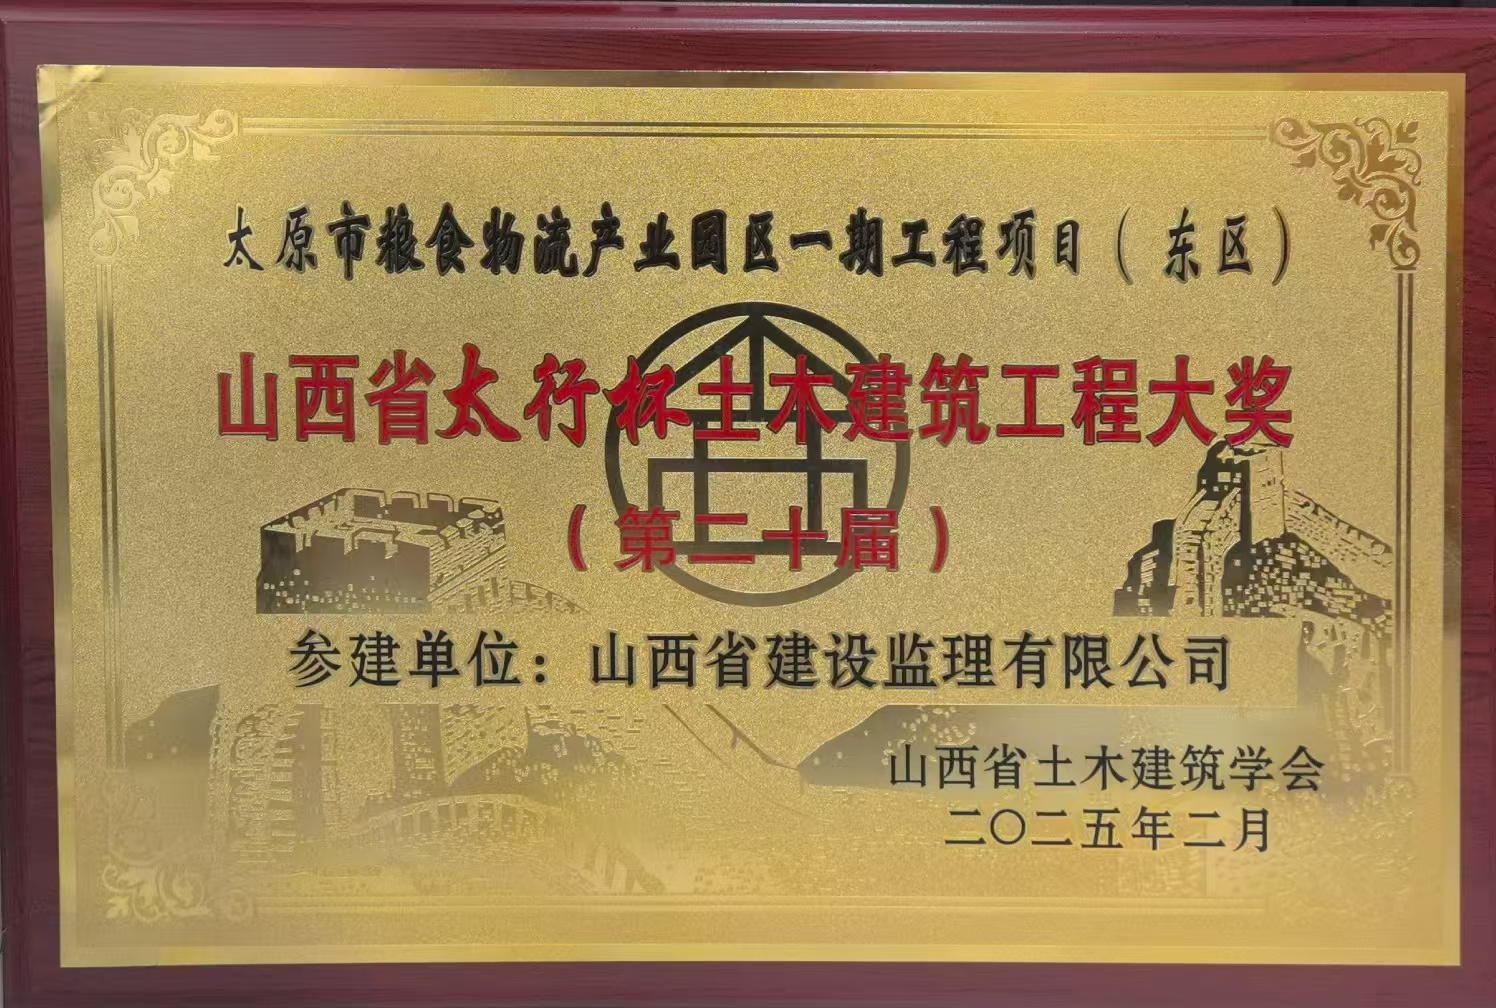 太原市粮食物流产业园区一期工程项目（东区）
山西省太行杯土木建筑工程大奖
（第二十届）
参建单位：山西省建设监理有限公司
山西省土木建筑学会
二〇二五年二月